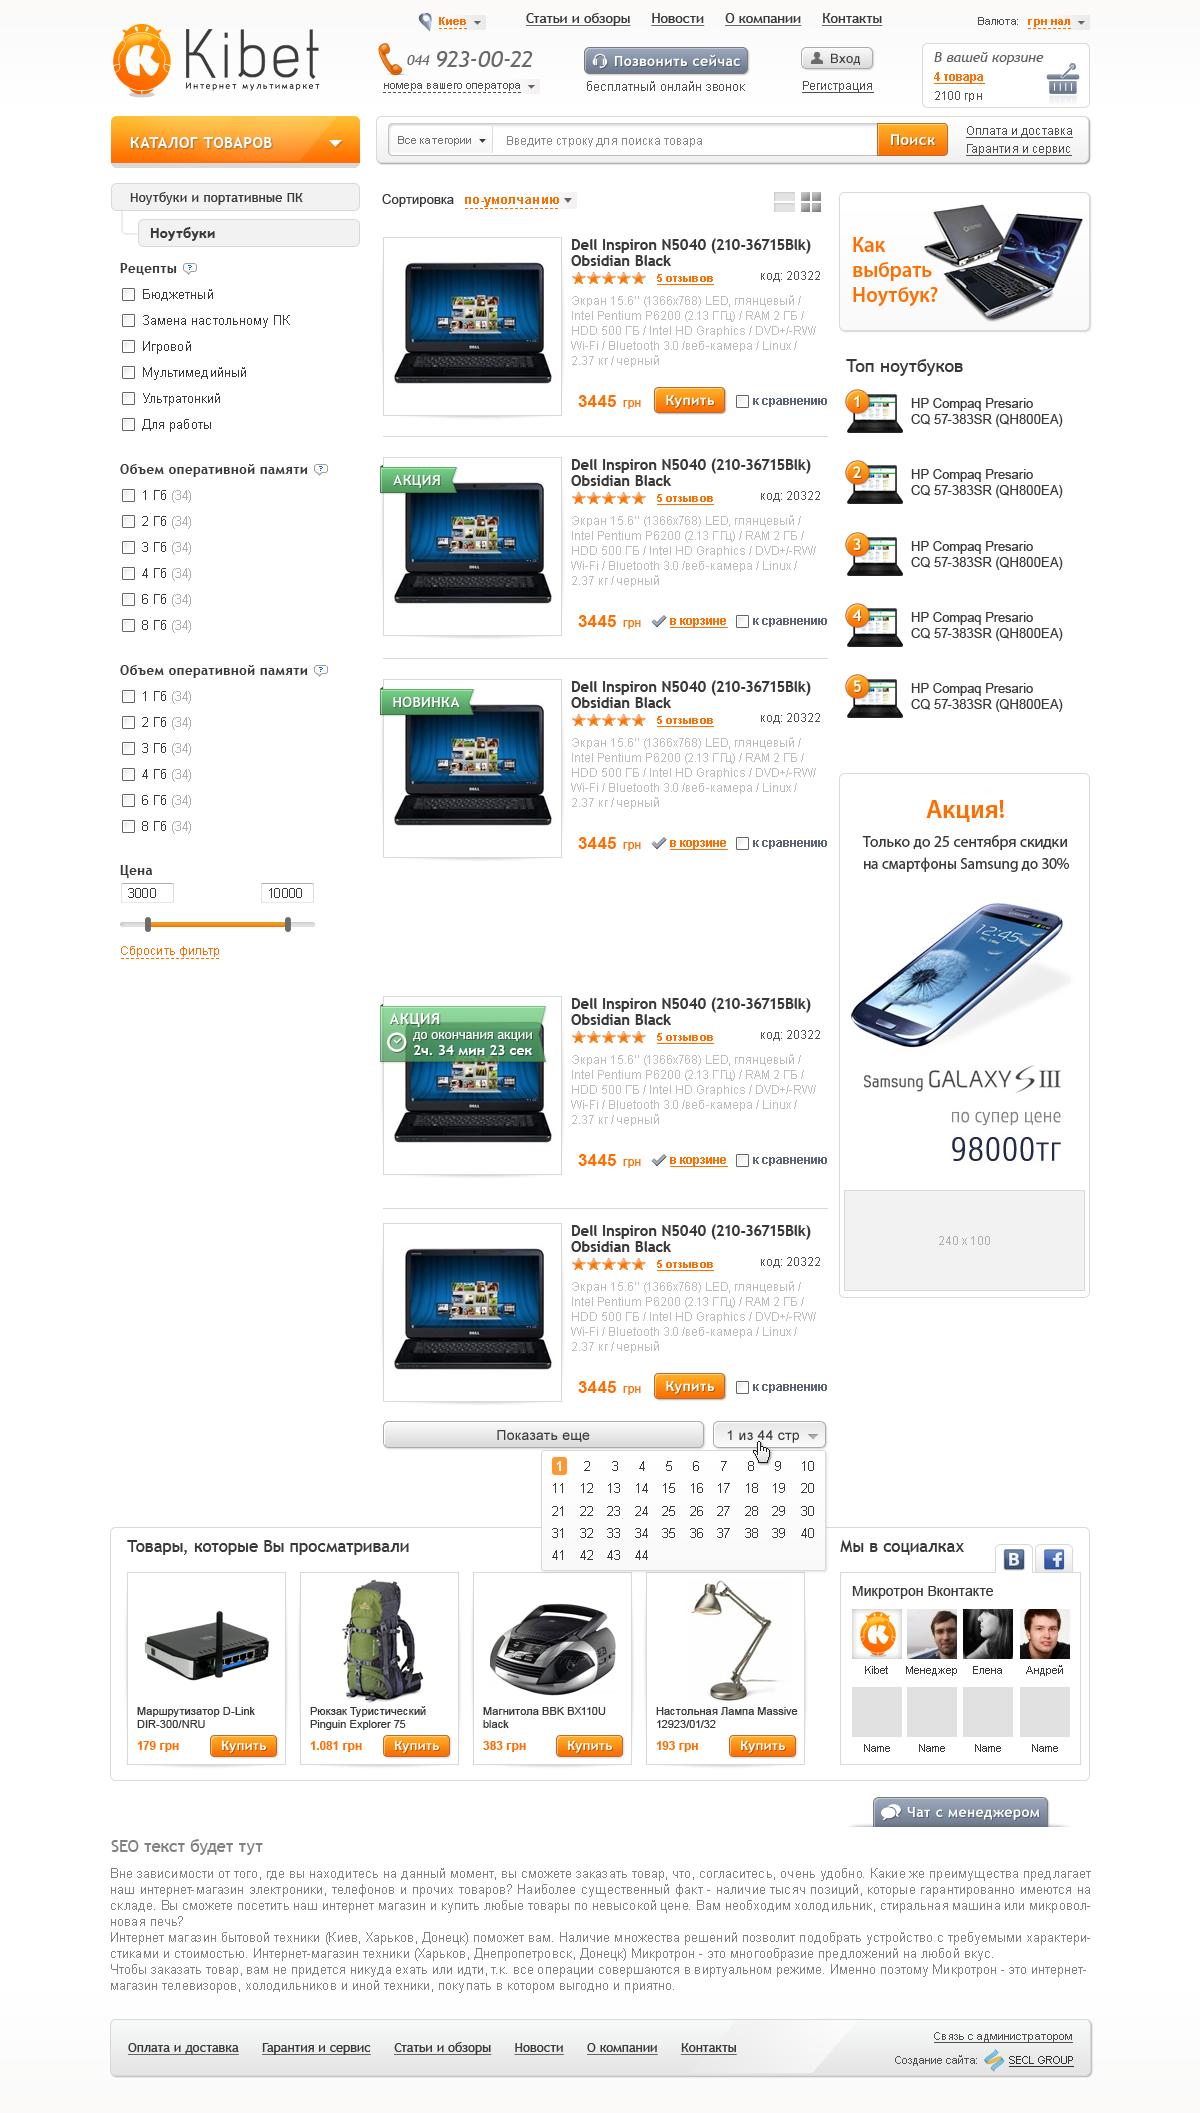 Киев
Статьи и обзоры
Новости
О компании
Контакты
Валюта: грн нал
Kibet
Интернет мультимаркет
044 923-00-22
номера вашего оператора
Позвонить сейчас
бесплатный онлайн звонок
Вход
Регистрация
В вашей корзине
4 товара
2100 грн
КАТАЛОГ ТОВАРОВ
Все категории
Введите строку для поиска товара
Поиск
Оплата и доставка
Гарантия и сервис
Ноутбуки и портативные ПК
Ноутбуки
Рецепты ?
Бюджетный
Замена настольному ПК
Игровой
Мультимедийный
Ультратонкий
Для работы
Объем оперативной памяти ?
1 Гб (34)
2 Гб (34)
3 Гб (34)
4 Гб (34)
6 Гб (34)
8 Гб (34)
Объем оперативной памяти ?
1 Гб (34)
2 Гб (34)
3 Гб (34)
4 Гб (34)
6 Гб (34)
8 Гб (34)
Цена
3000
10000
Сбросить фильтр
Сортировка по умолчанию
Dell Inspiron N5040 (210-36715Blk)
Obsidian Black
5 отзывов
код: 20322
Экран 15.6" (1366x768) LED, глянцевый /
Intel Pentium P6200 (2.13 ГГц) / RAM 2 ГБ /
HDD 500 ГБ / Intel HD Graphics / DVD+/-RW/
Wi-Fi / Bluetooth 3.0 /веб-камера / Linux /
2.37 кг / черный
3445 грн
Купить
к сравнению
АКЦИЯ
Dell Inspiron N5040 (210-36715Blk)
Obsidian Black
5 отзывов
код: 20322
Экран 15.6" (1366x768) LED, глянцевый /
Intel Pentium P6200 (2.13 ГГц) / RAM 2 ГБ /
HDD 500 ГБ / Intel HD Graphics / DVD+/-RW/
Wi-Fi / Bluetooth 3.0 /веб-камера / Linux /
2.37 кг / черный
3445 грн
в корзине
к сравнению
НОВИНКА
Dell Inspiron N5040 (210-36715Blk)
Obsidian Black
5 отзывов
код: 20322
Экран 15.6" (1366x768) LED, глянцевый /
Intel Pentium P6200 (2.13 ГГц) / RAM 2 ГБ /
HDD 500 ГБ / Intel HD Graphics / DVD+/-RW/
Wi-Fi / Bluetooth 3.0 /веб-камера / Linux /
2.37 кг / черный
3445 грн
в корзине
к сравнению
АКЦИЯ
до окончания акции
2ч. 34 мин 23 сек
Dell Inspiron N5040 (210-36715Blk)
Obsidian Black
5 отзывов
код: 20322
Экран 15.6" (1366x768) LED, глянцевый /
Intel Pentium P6200 (2.13 ГГц) / RAM 2 ГБ /
HDD 500 ГБ / Intel HD Graphics / DVD+/-RW/
Wi-Fi / Bluetooth 3.0 /веб-камера / Linux /
2.37 кг / черный
3445 грн
в корзине
к сравнению
Dell Inspiron N5040 (210-36715Blk)
Obsidian Black
5 отзывов
код: 20322
Экран 15.6" (1366x768) LED, глянцевый /
Intel Pentium P6200 (2.13 ГГц) / RAM 2 ГБ /
HDD 500 ГБ / Intel HD Graphics / DVD+/-RW/
Wi-Fi / Bluetooth 3.0 /веб-камера / Linux /
2.37 кг / черный
3445 грн
Купить
к сравнению
Показать еще
1 из 44 стр
1 2 3 4 5 6 7 8 9 10
11 12 13 14 15 16 17 18 19 20
21 22 23 24 25 26 27 28 29 30
31 32 33 34 35 36 37 38 39 40
41 42 43 44
Как
выбрать
Ноутбук?
Топ ноутбуков
1
HP Compaq Presario
CQ 57-383SR (QH800EA)
2
HP Compaq Presario
CQ 57-383SR (QH800EA)
3
HP Compaq Presario
CQ 57-383SR (QH800EA)
4
HP Compaq Presario
CQ 57-383SR (QH800EA)
5
HP Compaq Presario
CQ 57-383SR (QH800EA)
Акция!
Только до 25 сентября скидки
на смартфоны Samsung до 30%
12:45
Samsung GALAXY S III
по супер цене
98000тг
240 x 100
Товары, которые Вы просматривали
Маршрутизатор D-Link
DIR-300/NRU
179 грн
Купить
Рюкзак Туристический
Pinguin Explorer 75
1.081 грн
Купить
Магнитола BBK BX110U
black
383 грн
Купить
Настольная Лампа Massive
12923/01/32
193 грн
Купить
Мы в социалках
B
f
Микротрон Вконтакте
Kibet
Менеджер
Елена
Андрей
Name
Name
Name
Name
Чат с менеджером
SEO текст будет тут
Вне зависимости от того, где вы находитесь на данный момент, вы сможете заказать товар, что, согласитесь, очень удобно. Какие же преимущества предлагает
наш интернет-магазин электроники, телефонов и прочих товаров? Наиболее существенный факт - наличие тысяч позиций, которые гарантированно имеются на
складе. Вы сможете посетить наш интернет магазин и купить любые товары по невысокой цене. Вам необходим холодильник, стиральная машина или микровол-
новая печь?
Интернет магазин бытовой техники (Киев, Харьков, Донецк) поможет вам. Наличие множества решений позволит подобрать устройство с требуемыми характери-
стиками и стоимостью. Интернет-магазин техники (Харьков, Днепропетровск, Донецк) Микротрон - это многообразие предложений на любой вкус.
Чтобы заказать товар, вам не придется никуда ехать или идти, т.к. все операции совершаются в виртуальном режиме. Именно поэтому Микротрон - это интернет-
магазин телевизоров, холодильников и иной техники, покупать в котором выгодно и приятно.
Оплата и доставка
Гарантия и сервис
Статьи и обзоры
Новости
О компании
Контакты
Связь с администратором
Создание сайта: SECL GROUP